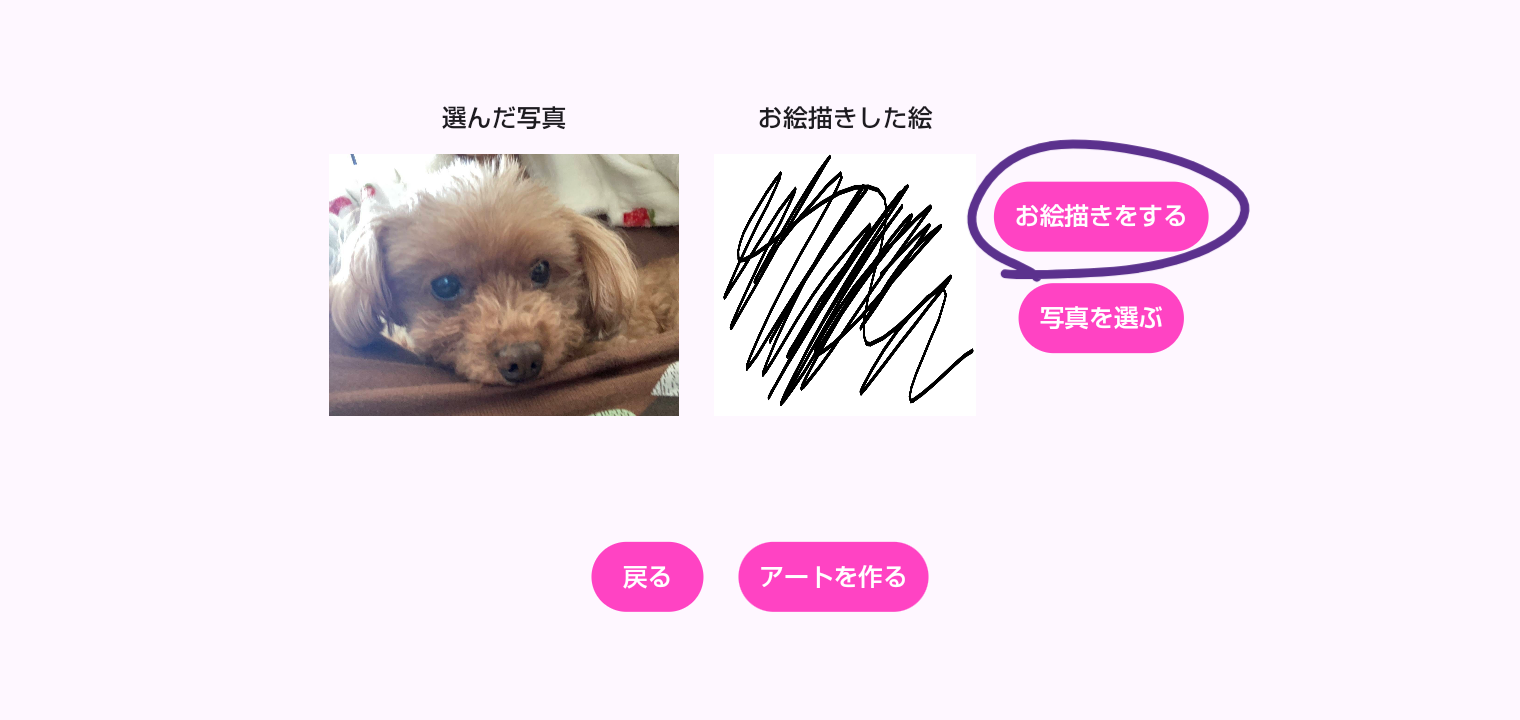 選んだ写真
お絵描きした絵
お絵描きをする
写真を選ぶ
戻る
アートを作る